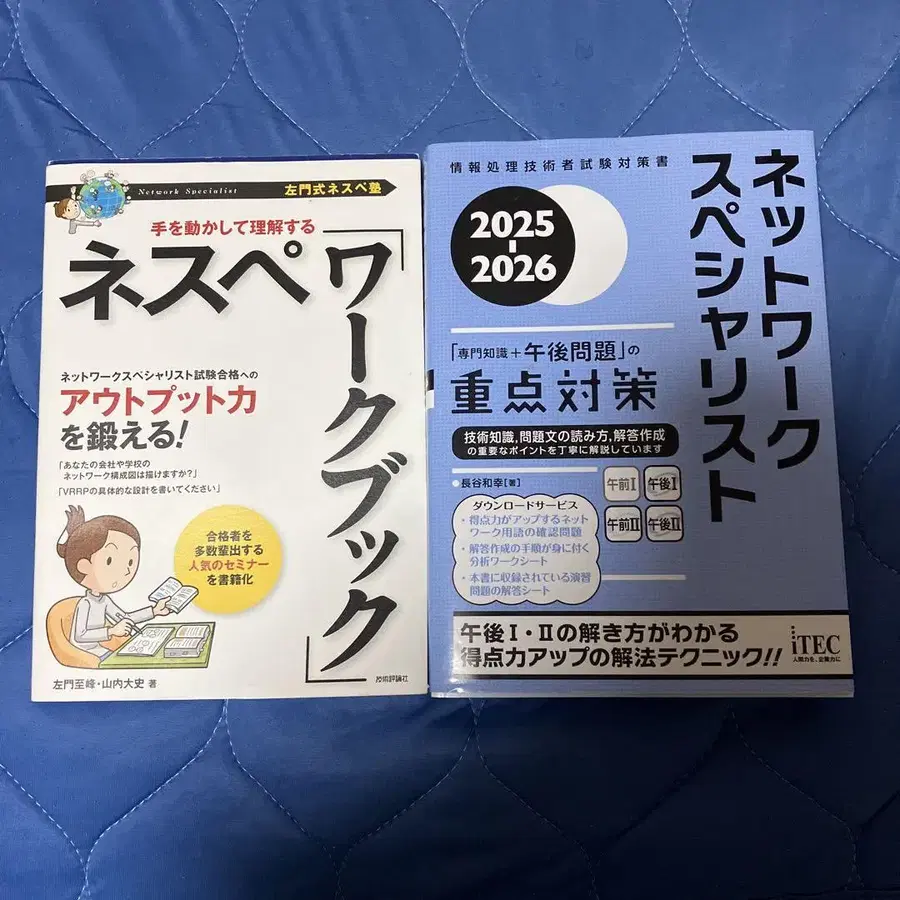 Network Specialist
左門式ネスペ塾
手を動かして理解する
ネスペ
「ワークブック」
ネットワークスペシャリスト試験合格への
アウトプット力
を鍛える!
「あなたの会社や学校の
ネットワーク構成図は描けますか?」
「VRRPの具体的な設計を書いてください」
合格者を
多数輩出する
人気のセミナー
を書籍化
左門至峰・山内大史 著
技術評論社
情報処理技術者試験対策書
2025-2026
ネットワーク
スペシャリスト
「専門知識+午後問題」の
重点対策
技術知識,問題文の読み方,解答作成
の重要なポイントを丁寧に解説しています
●長谷和幸[著]
午前Ⅰ 午後Ⅰ
午前Ⅱ 午後Ⅱ
ダウンロードサービス
・得点力がアップするネット
ワーク用語の確認問題
・解答作成の手順が身に付く
分析ワークシート
・本書に収録されている演習
問題の解答シート
午後Ⅰ・Ⅱの解き方がわかる
得点力アップの解法テクニック!!
iTEC
人間力を、企業力に